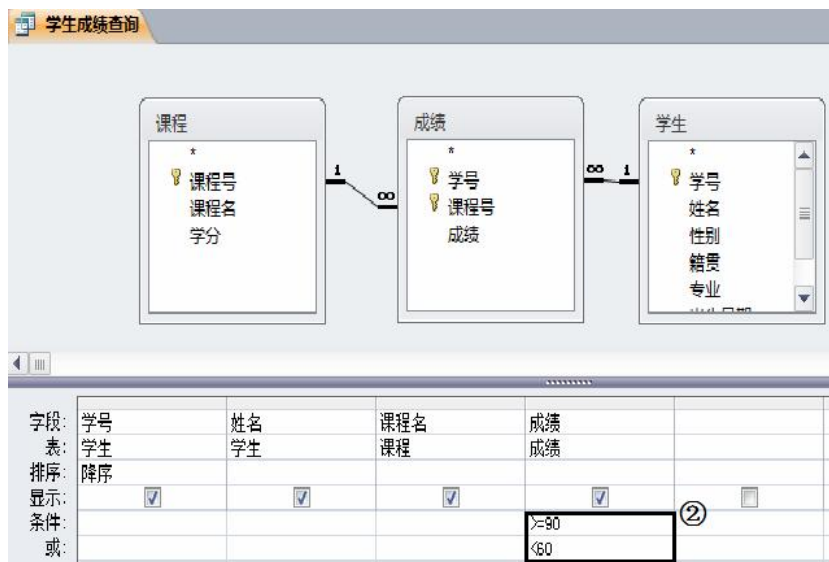 学生成绩查询
课程
*
课程号
课程名
学分
1
∞
成绩
*
学号
课程号
成绩
∞
1
学生
*
学号
姓名
性别
籍贯
专业
字段: 学号 姓名 课程名 成绩
表: 学生 学生 课程 成绩
排序: 降序
显示:
条件: >=90 ②
或: <60